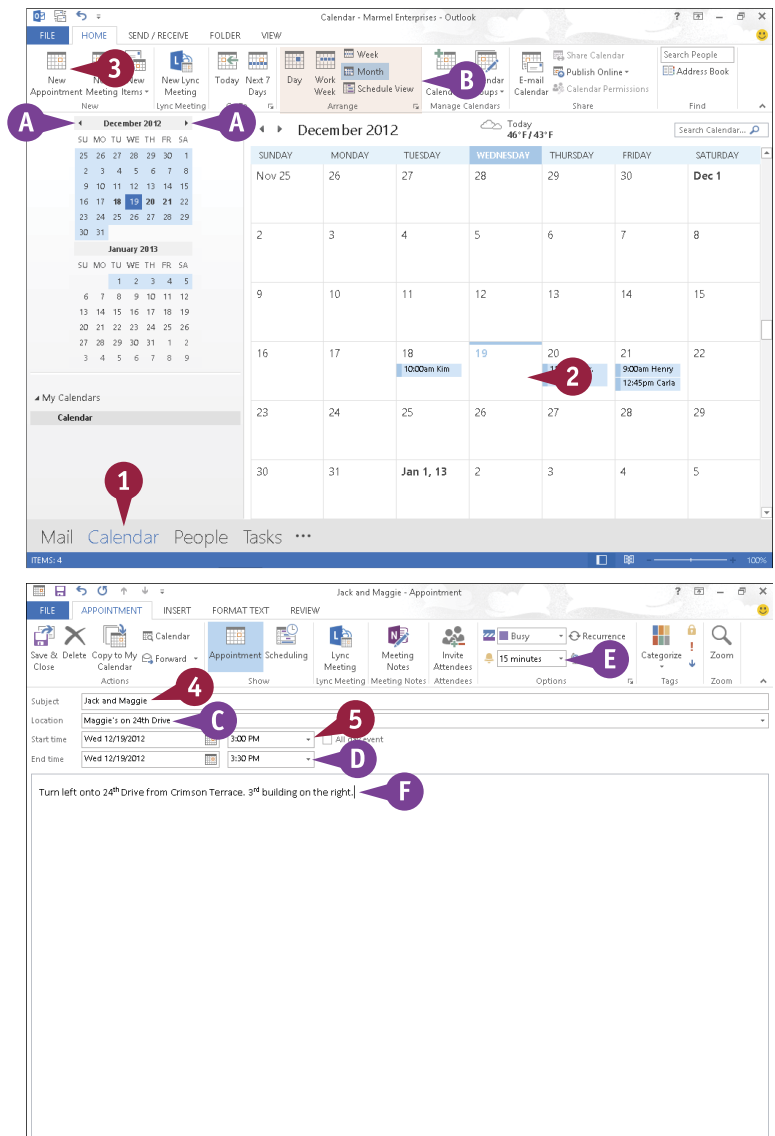 Calendar - Marmel Enterprises - Outlook
FILE HOME SEND / RECEIVE FOLDER VIEW
Week
Month
Schedule View
Share Calendar
Publish Online
Calendar Permissions
Search People
Address Book
New Appointment
Meeting
Items
New Lync Meeting
Today
Next 7 Days
Day
Work Week
E-mail Calendar
New
Lync Meeting
Arrange
Manage Calendars
Share
Find
3
B
A
A
December 2012
SU MO TU WE TH FR SA
25 26 27 28 29 30 1
2 3 4 5 6 7 8
9 10 11 12 13 14 15
16 17 18 19 20 21 22
23 24 25 26 27 28 29
30 31
January 2013
SU MO TU WE TH FR SA
1 2 3 4 5
6 7 8 9 10 11 12
13 14 15 16 17 18 19
20 21 22 23 24 25 26
27 28 29 30 31 1 2
3 4 5 6 7 8 9
My Calendars
Calendar
December 2012
Today
46°F / 43°F
Search Calendar...
SUNDAY MONDAY TUESDAY WEDNESDAY THURSDAY FRIDAY SATURDAY
Nov 25 26 27 28 29 30 Dec 1
2 3 4 5 6 7 8
9 10 11 12 13 14 15
16 17 18 19 20 21 22
10:00am Kim
9:00am Henry
12:45pm Carla
2
23 24 25 26 27 28 29
30 31 Jan 1, 13 2 3 4 5
1
Mail Calendar People Tasks •••
ITEMS: 4
100%
Jack and Maggie - Appointment
FILE APPOINTMENT INSERT FORMAT TEXT REVIEW
Save & Close
Delete
Copy to My Calendar
Calendar
Forward
Appointment
Scheduling
Lync Meeting
Meeting Notes
Invite Attendees
Busy
15 minutes
Recurrence
Categorize
Zoom
Actions
Show
Lync Meeting
Meeting Notes
Attendees
Options
Tags
Zoom
E
Subject Jack and Maggie
4
Location Maggie's on 24th Drive
C
Start time Wed 12/19/2012 3:00 PM
5
End time Wed 12/19/2012 3:30 PM
D
Turn left onto 24th Drive from Crimson Terrace. 3rd building on the right.
F